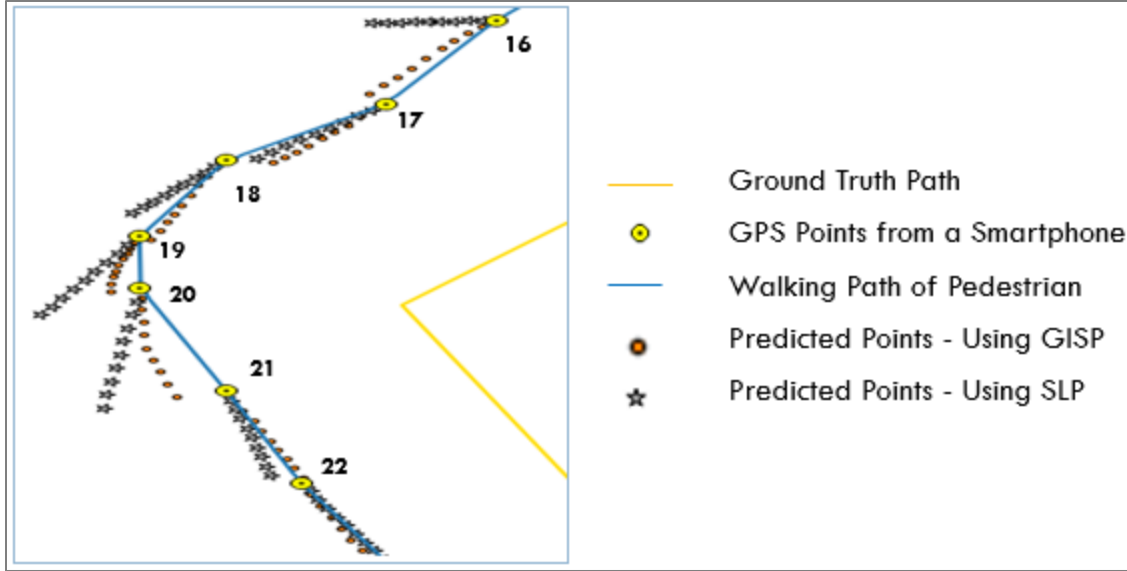 16
17
18
19
20
21
22
Ground Truth Path
GPS Points from a Smartphone
Walking Path of Pedestrian
Predicted Points - Using GISP
Predicted Points - Using SLP